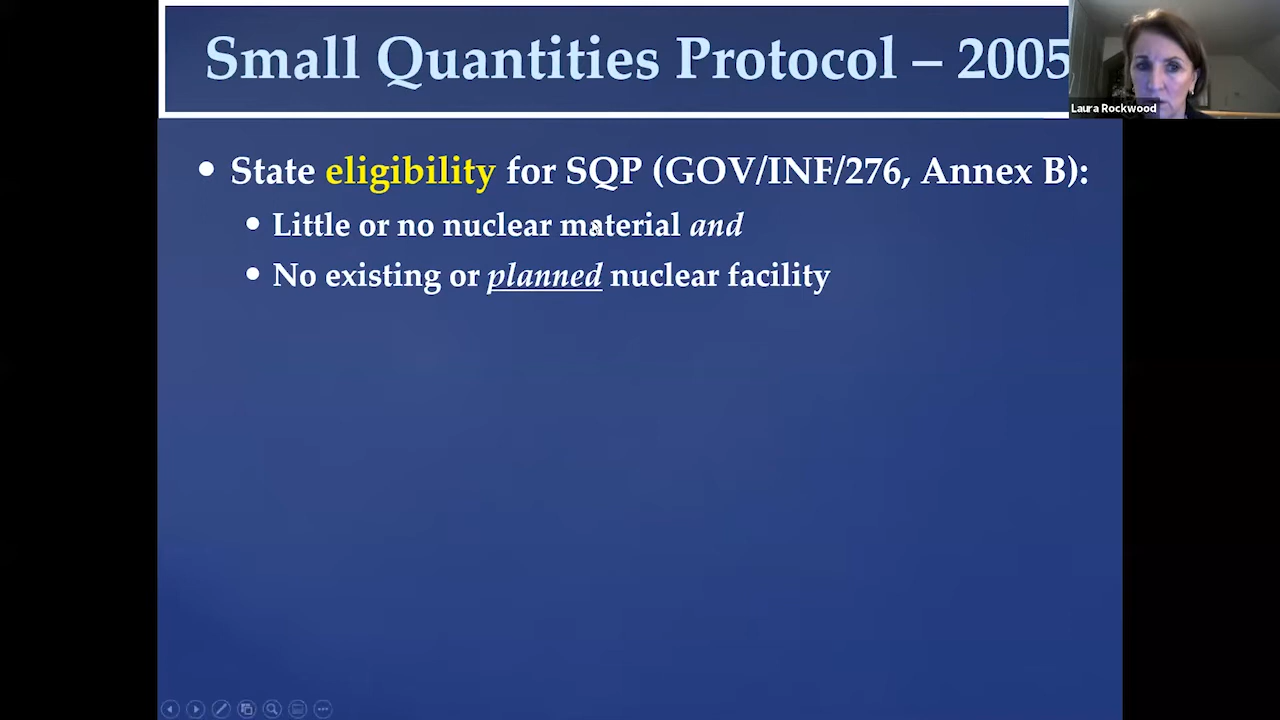 Small Quantities Protocol – 2005
Laura Rockwood
• State eligibility for SQP (GOV/INF/276, Annex B):
• Little or no nuclear material and
• No existing or planned nuclear facility